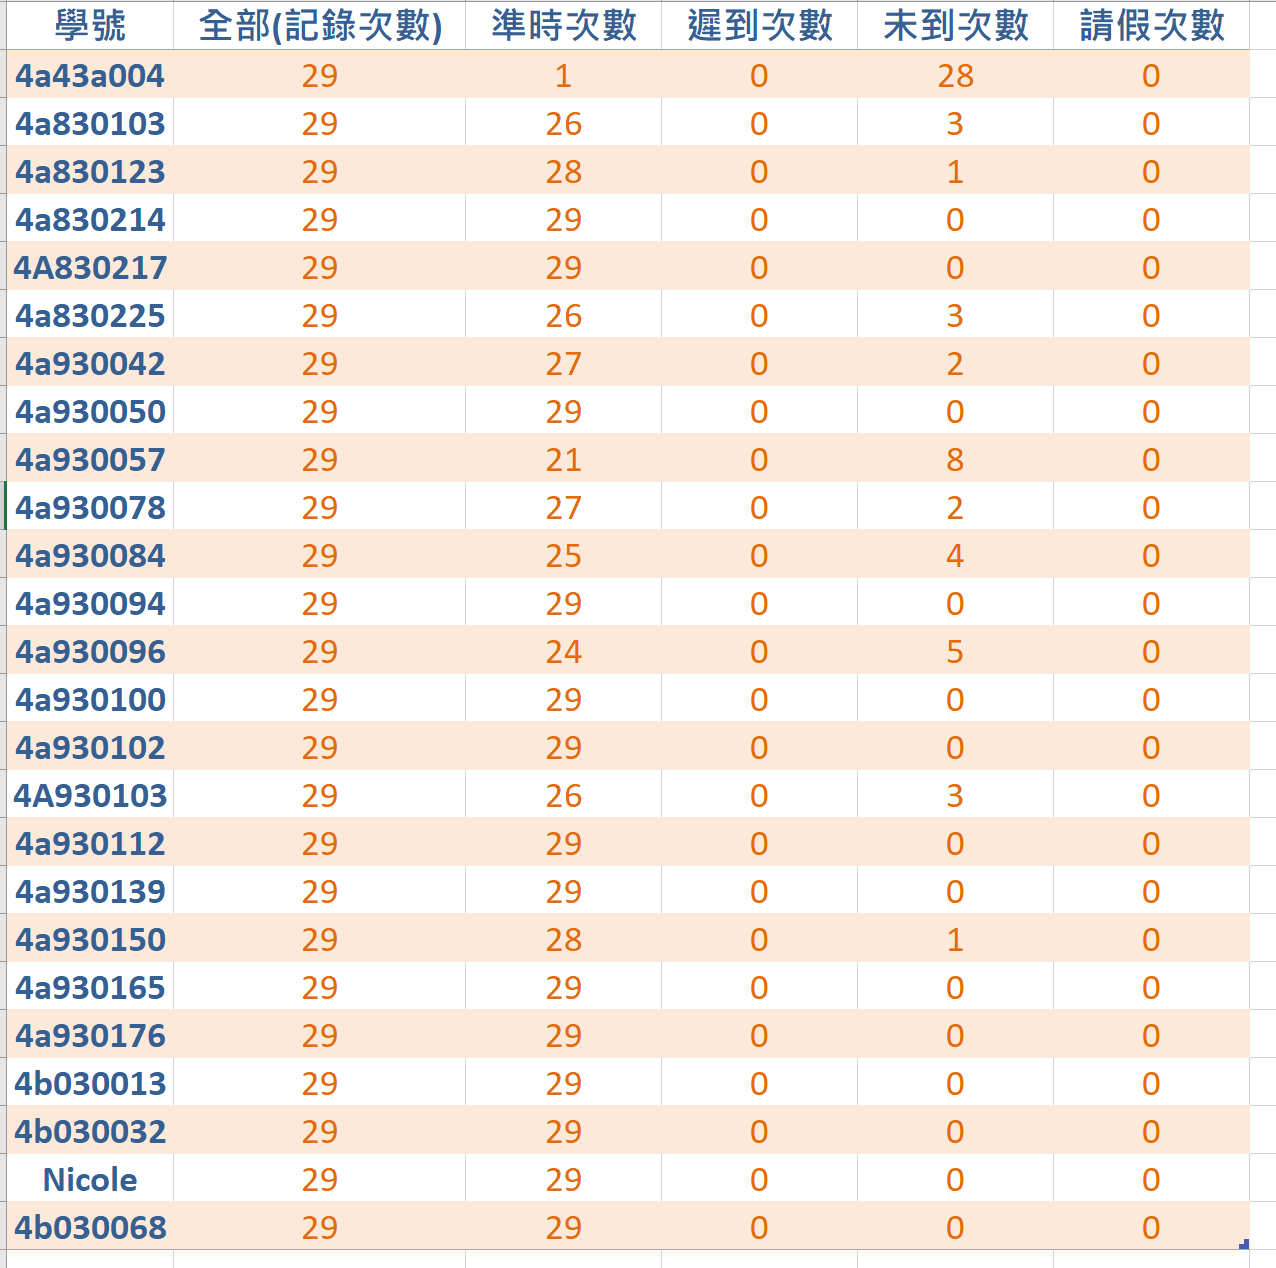 學號 全部(記錄次數) 準時次數 遲到次數 未到次數 請假次數
4a43a004 29 1 0 28 0
4a830103 29 26 0 3 0
4a830123 29 28 0 1 0
4a830214 29 29 0 0 0
4A830217 29 29 0 0 0
4a830225 29 26 0 3 0
4a930042 29 27 0 2 0
4a930050 29 29 0 0 0
4a930057 29 21 0 8 0
4a930078 29 27 0 2 0
4a930084 29 25 0 4 0
4a930094 29 29 0 0 0
4a930096 29 24 0 5 0
4a930100 29 29 0 0 0
4a930102 29 29 0 0 0
4A930103 29 26 0 3 0
4a930112 29 29 0 0 0
4a930139 29 29 0 0 0
4a930150 29 28 0 1 0
4a930165 29 29 0 0 0
4a930176 29 29 0 0 0
4b030013 29 29 0 0 0
4b030032 29 29 0 0 0
Nicole 29 29 0 0 0
4b030068 29 29 0 0 0